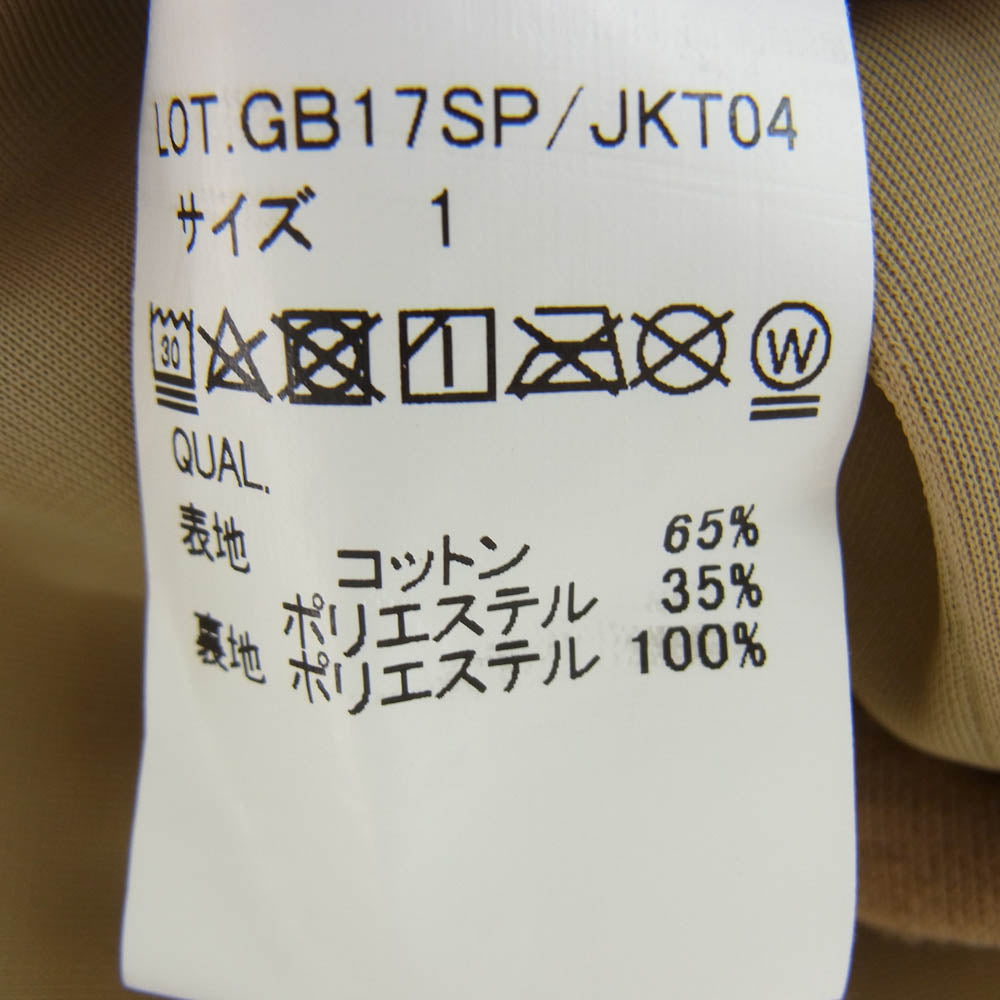 LOT.GB17SP/JKT04
サイズ 1
30 1 W
QUAL.
表地 コットン 65%
ポリエステル 35%
裏地 ポリエステル 100%